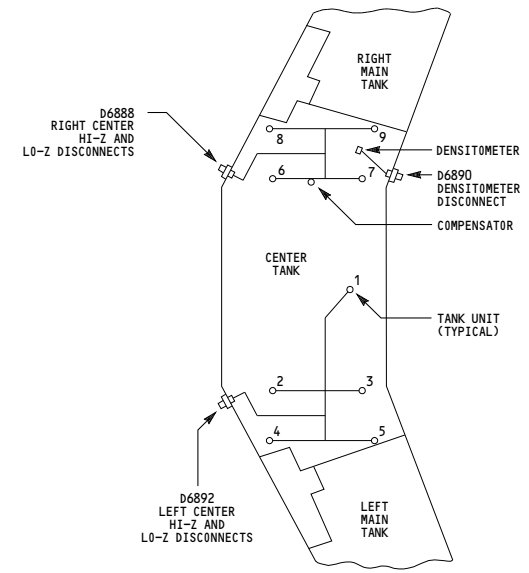 RIGHT
MAIN
TANK
D6888
RIGHT CENTER
HI-Z AND
LO-Z DISCONNECTS
8
9
DENSITOMETER
6
7
D6890
DENSITOMETER
DISCONNECT
COMPENSATOR
CENTER
TANK
1
TANK UNIT
(TYPICAL)
2
3
4
5
D6892
LEFT CENTER
HI-Z AND
LO-Z DISCONNECTS
LEFT
MAIN
TANK